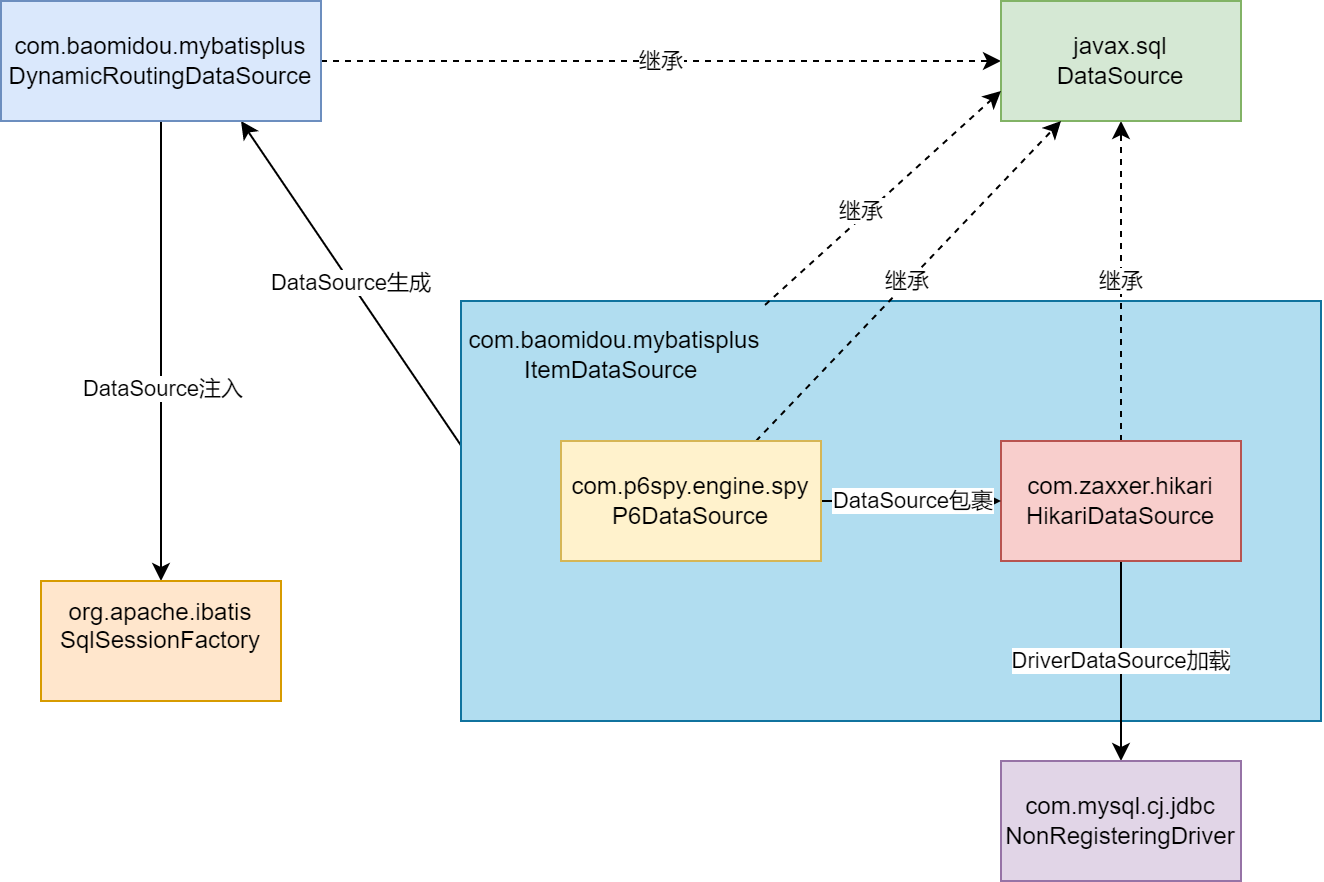 com.baomidou.mybatisplus
DynamicRoutingDataSource
继承
javax.sql
DataSource
继承
DataSource生成
继承
继承
com.baomidou.mybatisplus
ItemDataSource
DataSource注入
com.p6spy.engine.spy
P6DataSource
DataSource包裹
com.zaxxer.hikari
HikariDataSource
org.apache.ibatis
SqlSessionFactory
DriverDataSource加载
com.mysql.cj.jdbc
NonRegisteringDriver